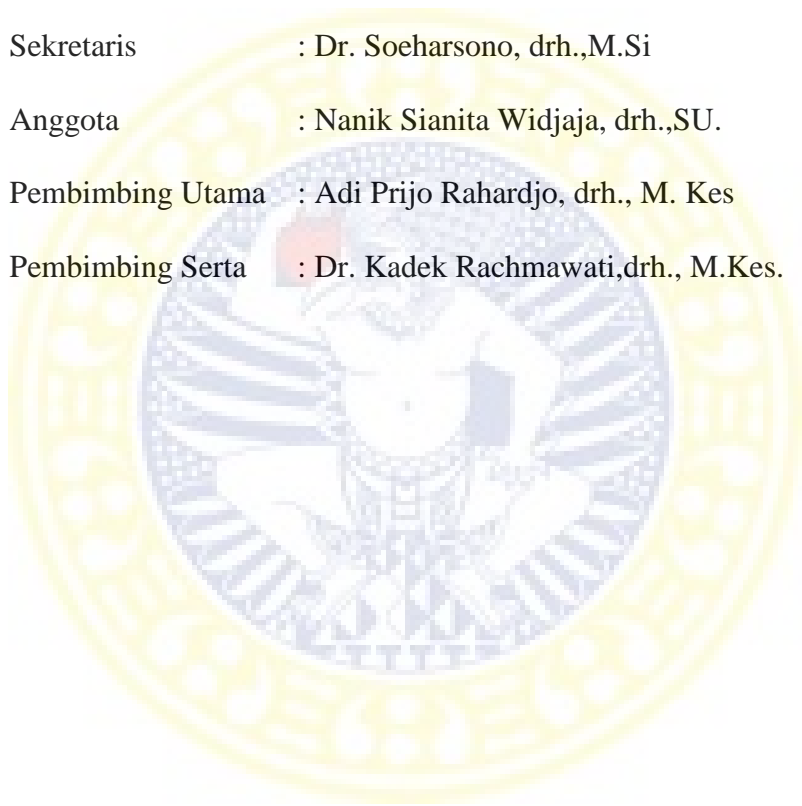 Sekretaris : Dr. Soeharsono, drh.,M.Si
Anggota : Nanik Sianita Widjaja, drh.,SU.
Pembimbing Utama : Adi Prijo Rahardjo, drh., M. Kes
Pembimbing Serta : Dr. Kadek Rachmawati,drh., M.Kes.